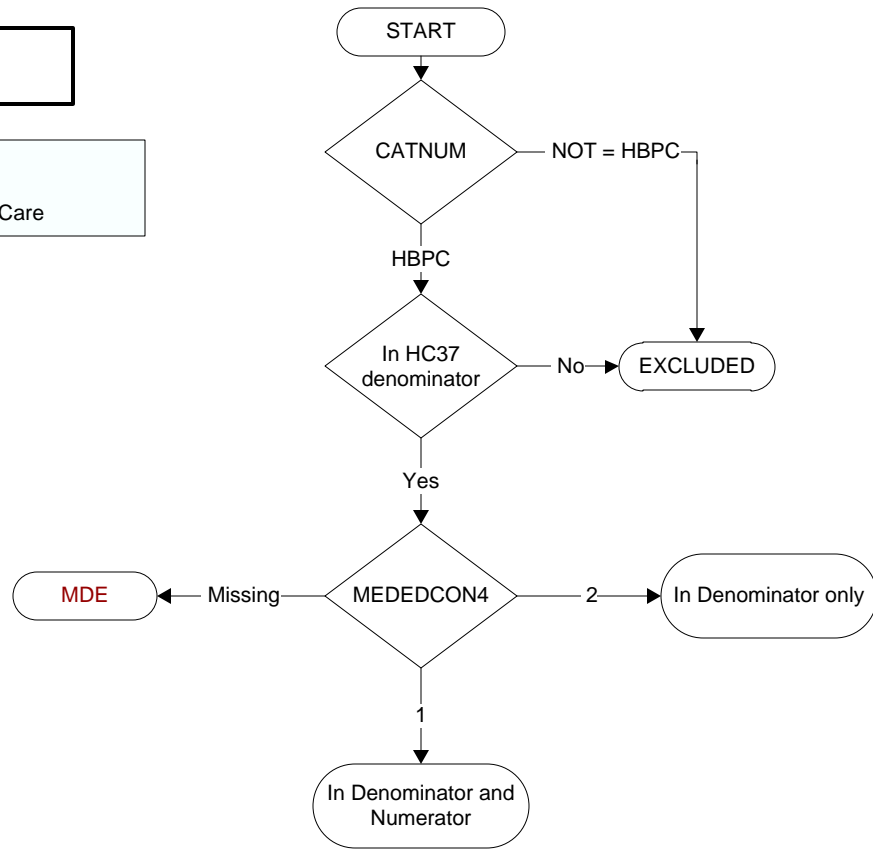 START
CATNUM
NOT = HBPC
Care
HBPC
In HC37
denominator
No
EXCLUDED
Yes
MDE
Missing
MEDEDCON4
2
In Denominator only
1
In Denominator and
Numerator